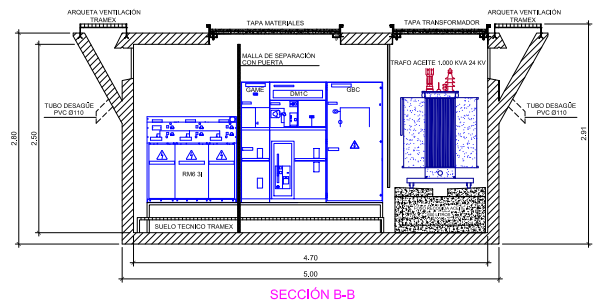 ARQUETA VENTILACIÓN
TRAMEX
TAPA MATERIALES
TAPA TRANSFORMADOR
ARQUETA VENTILACIÓN
TRAMEX
MALLA DE SEPARACIÓN
CON PUERTA
TRAFO ACEITE 1.000 KVA 24 KV
GAME
DM1C
GBC
TUBO DESAGÜE
PVC Ø110
TUBO DESAGÜE
PVC Ø110
2.80
2.50
2.91
RM6 3I
SUELO TECNICO TRAMEX
4.70
5.00
SECCIÓN B-B